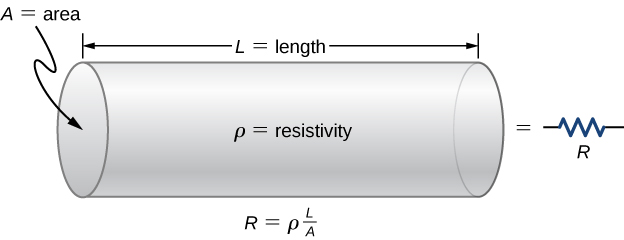 A = area
L = length
ρ = resistivity
=
R
R = ρ L/A